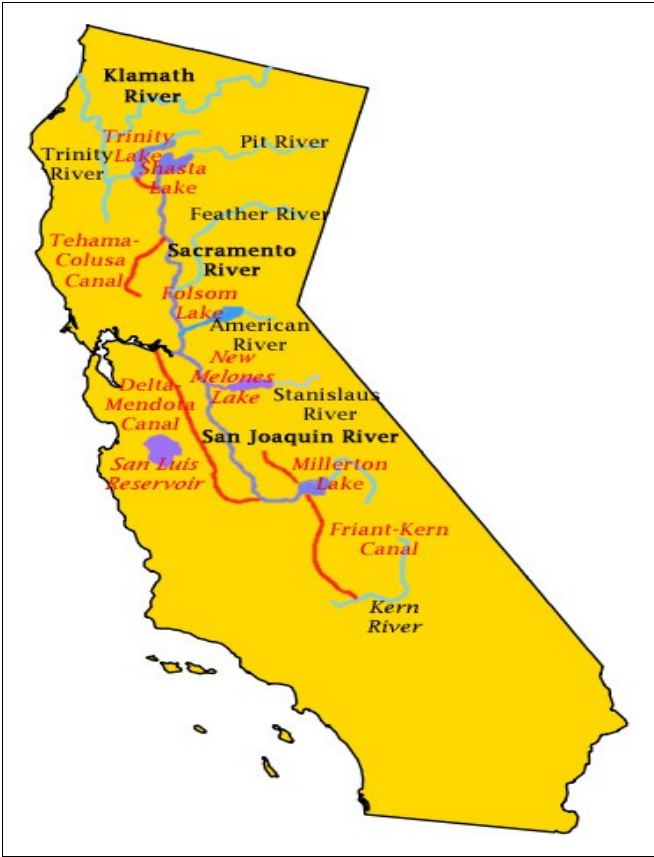 Klamath
River
Trinity
Lake
Pit River
Trinity
River
Shasta
Lake
Feather River
Tehama-
Colusa
Canal
Sacramento
River
Folsom
Lake
American
River
New
Melones
Lake
Delta-
Mendota
Canal
Stanislaus
River
San Joaquin River
San Luis
Reservoir
Millerton
Lake
Friant-Kern
Canal
Kern
River